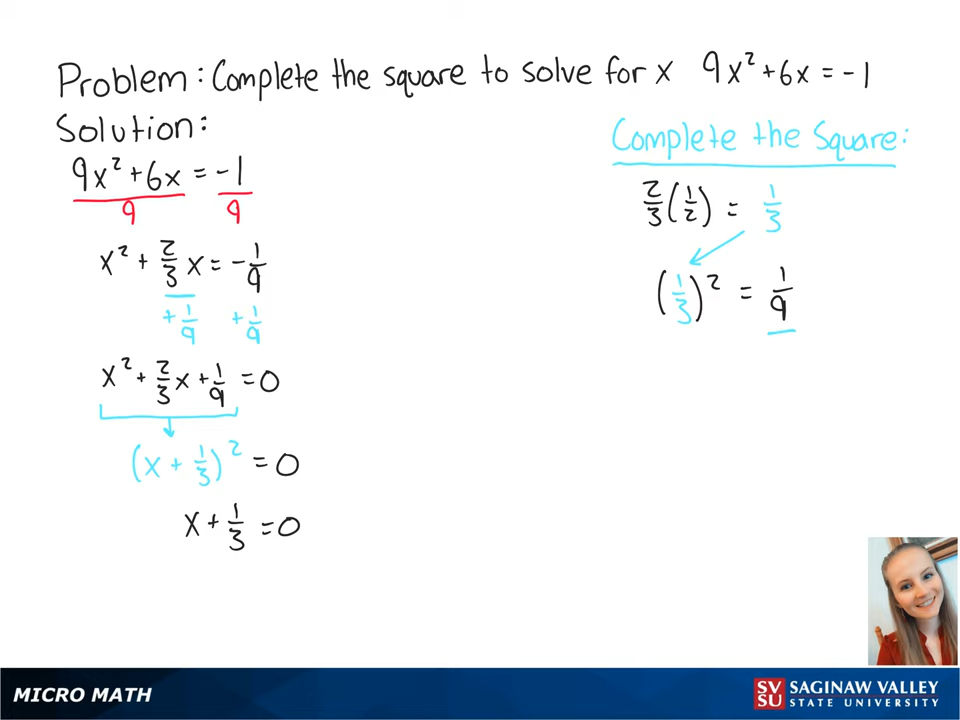 Problem: Complete the square to solve for x 9x² + 6x = -1
Solution:
9x² + 6x = -1
9 9
x² + 2/3 x = -1/9
+1/9 +1/9
x² + 2/3 x + 1/9 = 0
(x + 1/3)² = 0
x + 1/3 = 0
Complete the Square:
2/3 (1/2) = 1/3
(1/3)² = 1/9
MICRO MATH
SV
SU
SAGINAW VALLEY
STATE UNIVERSITY